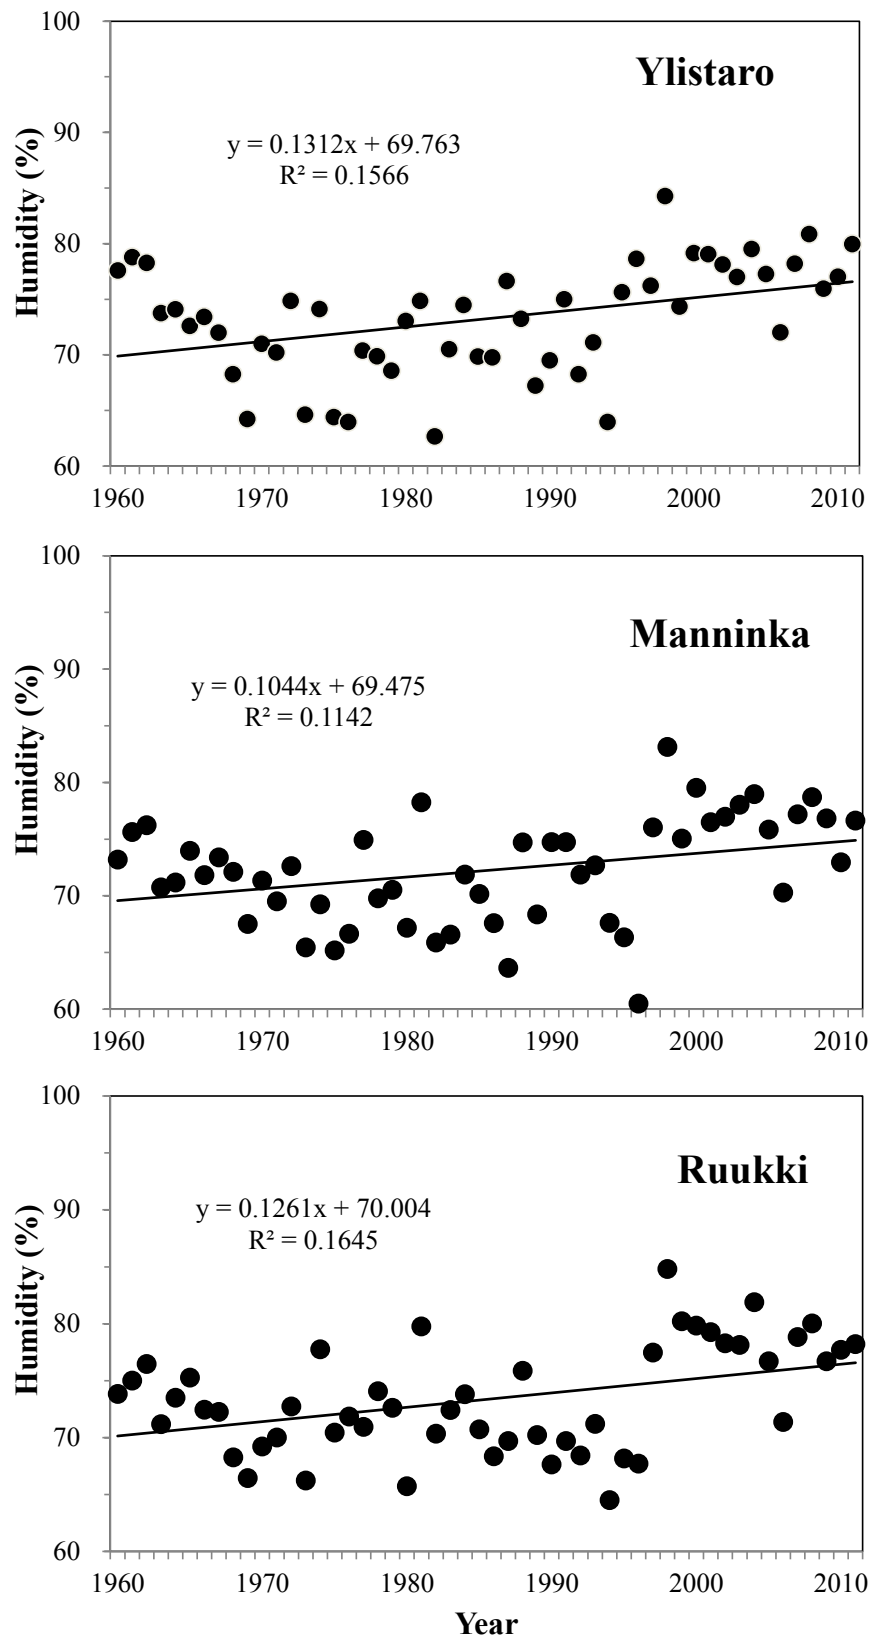 100
Ylistaro
90
y = 0.1312x + 69.763
R² = 0.1566
80
70
60
Humidity (%)
1960 1970 1980 1990 2000 2010
100
Manninka
90
y = 0.1044x + 69.475
R² = 0.1142
80
70
60
Humidity (%)
1960 1970 1980 1990 2000 2010
100
Ruukki
90
y = 0.1261x + 70.004
R² = 0.1645
80
70
60
Humidity (%)
1960 1970 1980 1990 2000 2010
Year